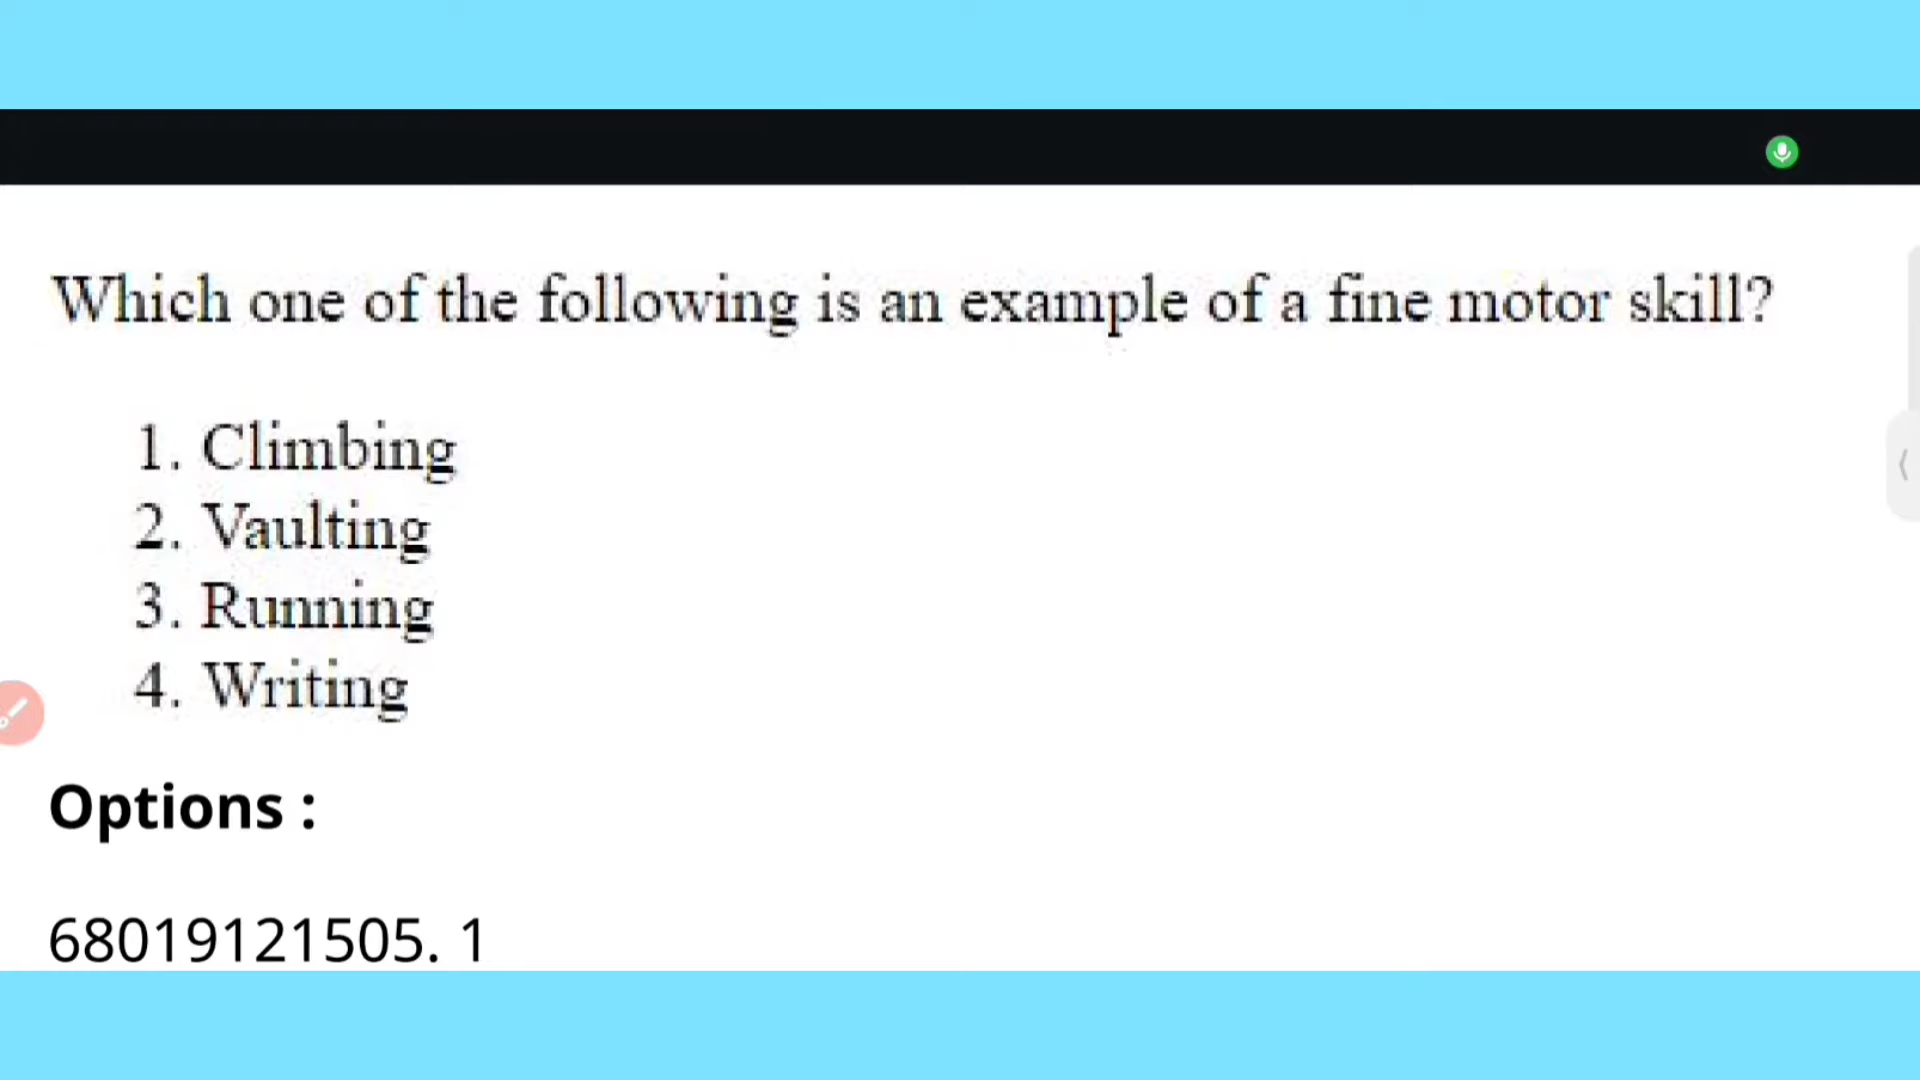 Which one of the following is an example of a fine motor skill?
1. Climbing
2. Vaulting
3. Running
4. Writing
Options :
68019121505. 1